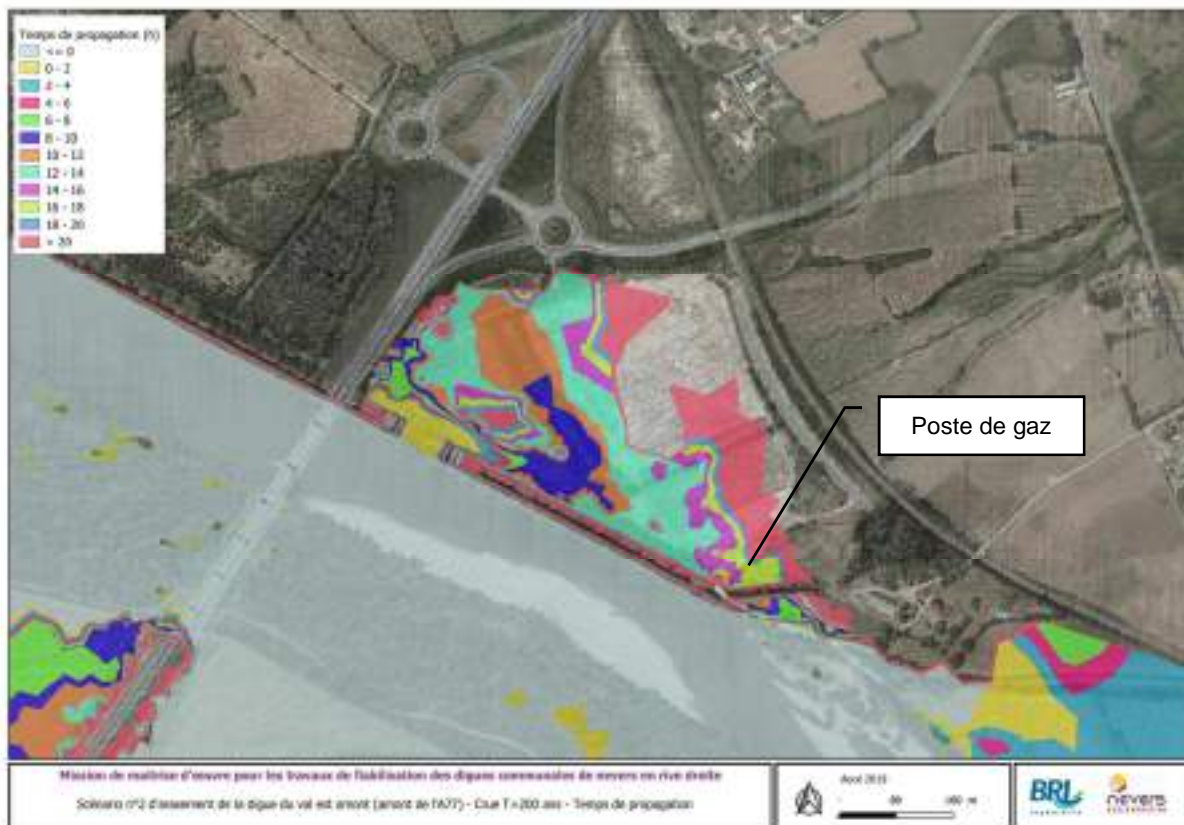 Temps de propagation (h)
<= 0
0 - 2
2 - 4
4 - 6
6 - 8
8 - 10
10 - 12
12 - 14
14 - 16
16 - 18
18 - 20
> 20
Poste de gaz
Mission de maîtrise d'œuvre pour les travaux de fiabilisation des digues communales de nevers en rive droite
Scénario n°2 d'arasement de la digue du val est amont (amont de l'A77) - Crue T=200 ans - Temps de propagation
BRL
nevers